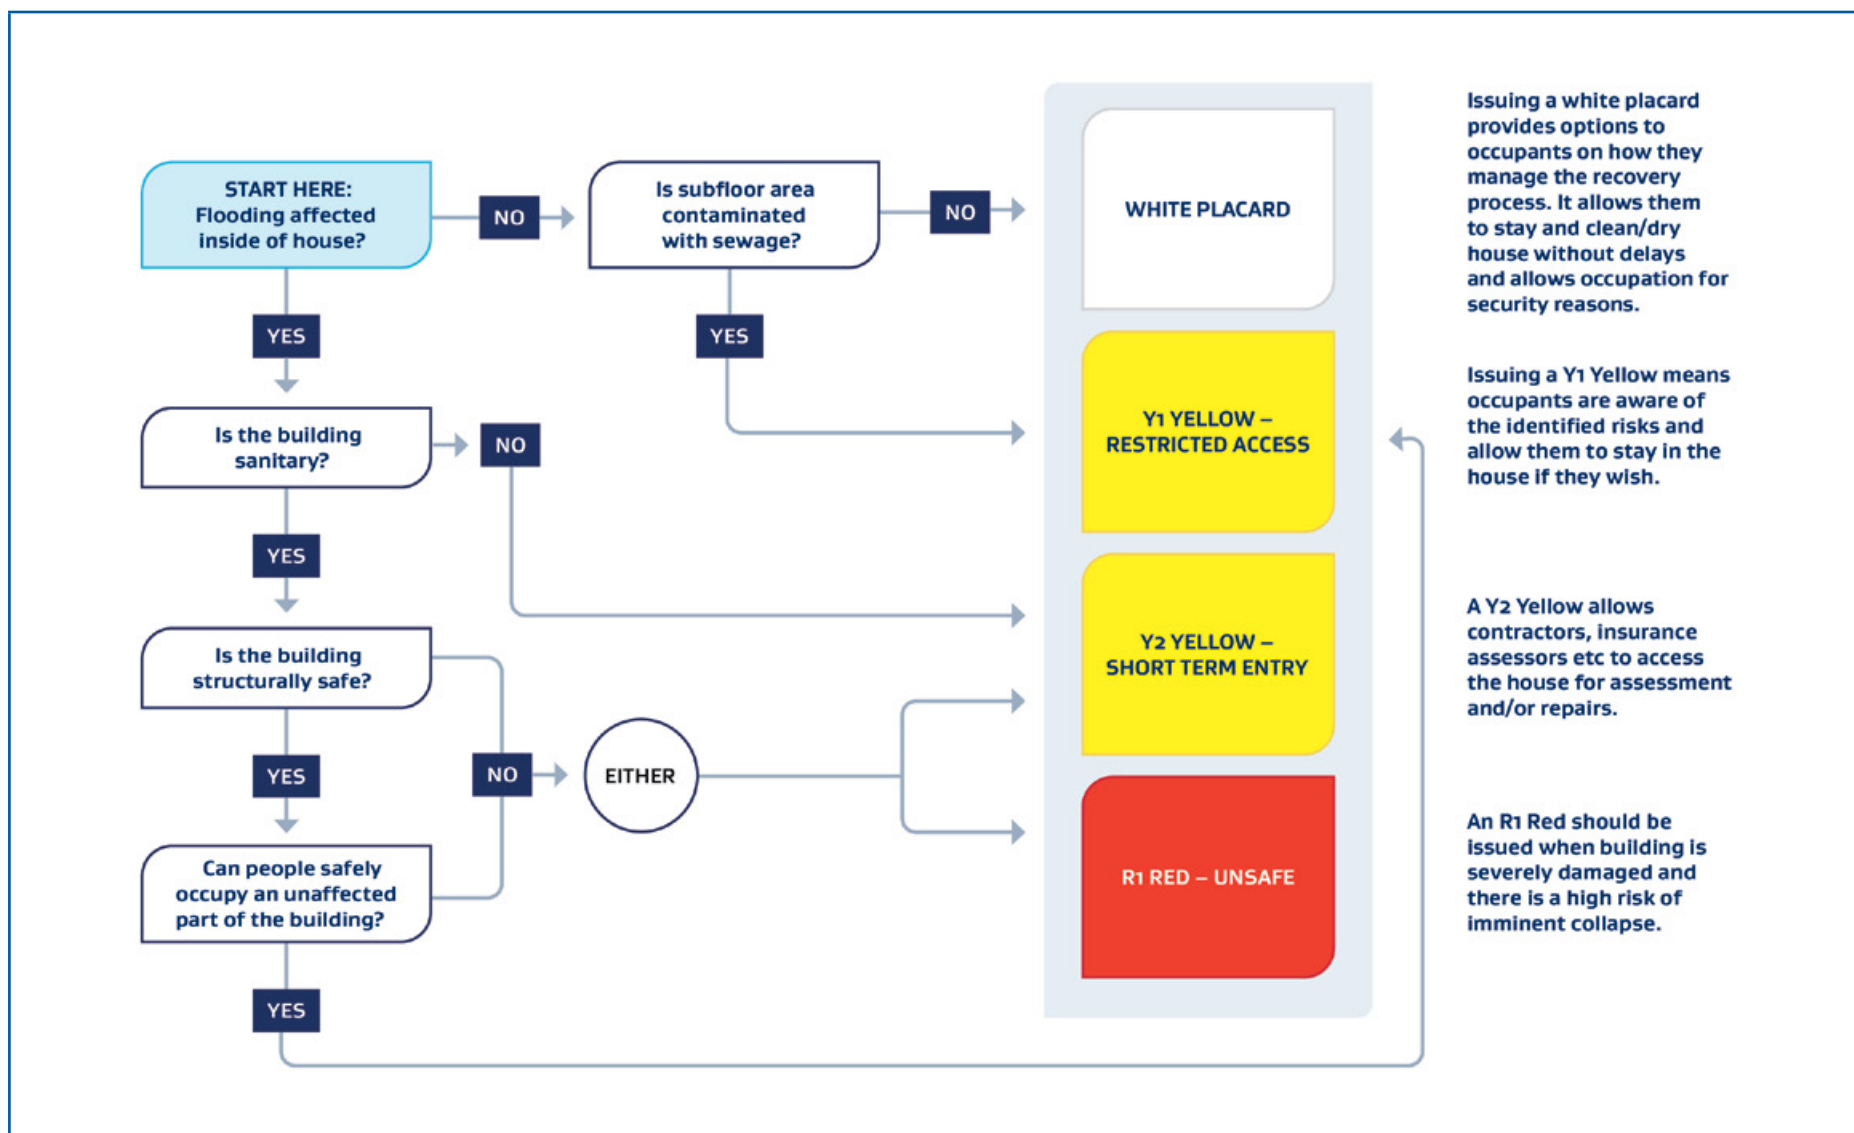 START HERE:
Flooding affected
inside of house?
NO
Is subfloor area
contaminated
with sewage?
NO
WHITE PLACARD
Issuing a white placard
provides options to
occupants on how they
manage the recovery
process. It allows them
to stay and clean/dry
house without delays
and allows occupation for
security reasons.
YES
YES
Is the building
sanitary?
NO
Y1 YELLOW –
RESTRICTED ACCESS
Issuing a Y1 Yellow means
occupants are aware of
the identified risks and
allow them to stay in the
house if they wish.
YES
Is the building
structurally safe?
Y2 YELLOW –
SHORT TERM ENTRY
A Y2 Yellow allows
contractors, insurance
assessors etc to access
the house for assessment
and/or repairs.
YES
NO
EITHER
Can people safely
occupy an unaffected
part of the building?
R1 RED – UNSAFE
An R1 Red should be
issued when building is
severely damaged and
there is a high risk of
imminent collapse.
YES